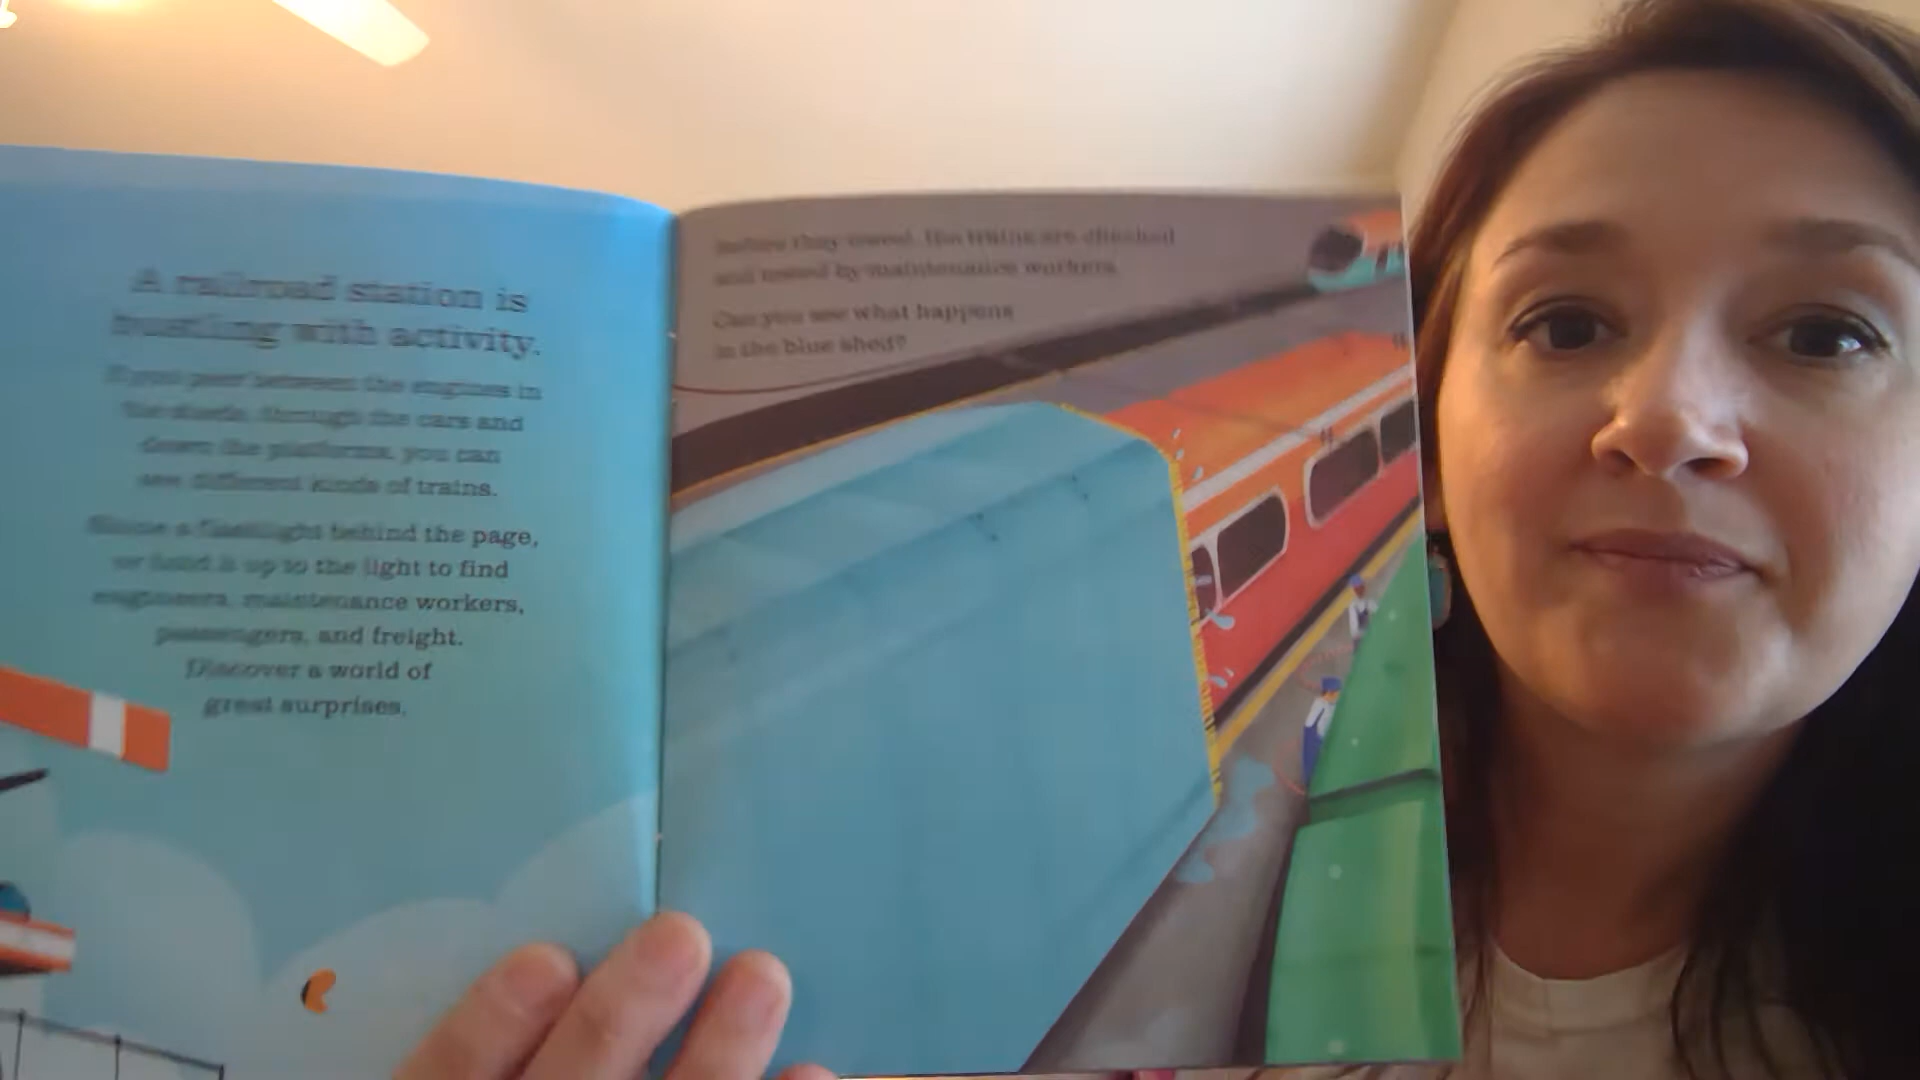 A railroad station is
bustling with activity.
If you peer between the engines in
the sheds, through the cars and
down the platforms, you can
see different kinds of trains.
Shine a flashlight behind the page,
or hold it up to the light to find
engineers, maintenance workers,
passengers, and freight.
Discover a world of
great surprises.
Before they travel, the trains are checked
and tested by maintenance workers.
Can you see what happens
in the blue shed?